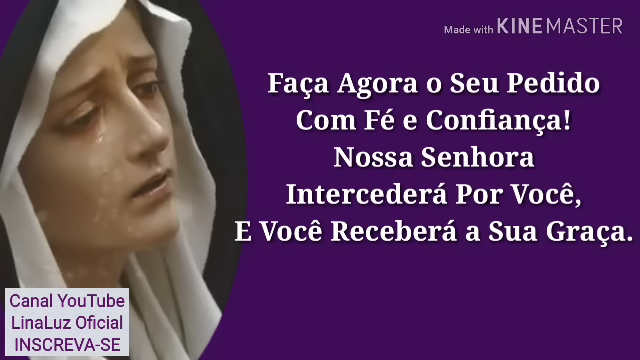 Made with KINEMASTER
Faça Agora o Seu Pedido
Com Fé e Confiança!
Nossa Senhora
Intercederá Por Você,
E Você Receberá a Sua Graça.
Canal YouTube
LinaLuz Oficial
INSCREVA-SE